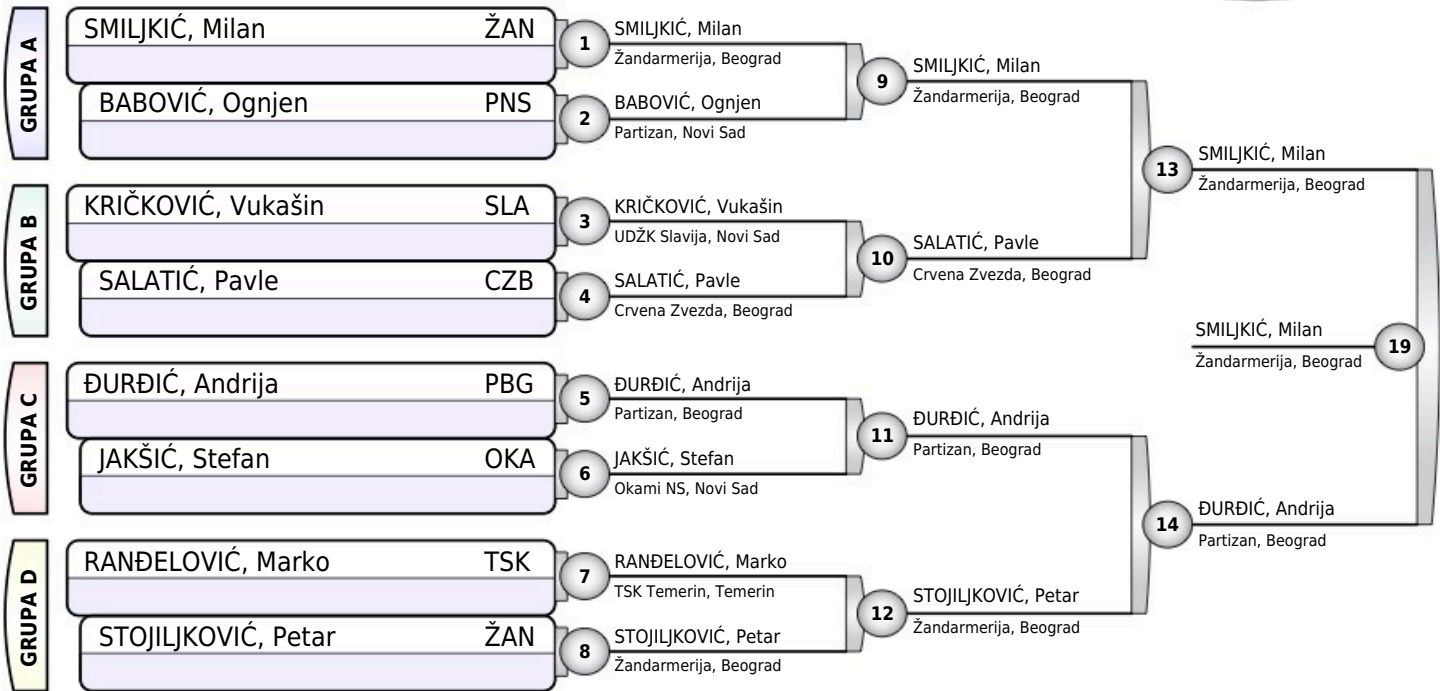 GRUPA A
SMILJKIĆ, Milan ŽAN
BABOVIĆ, Ognjen PNS
GRUPA B
KRIČKOVIĆ, Vukašin SLA
SALATIĆ, Pavle CZB
GRUPA C
ĐURĐIĆ, Andrija PBG
JAKŠIĆ, Stefan OKA
GRUPA D
RANĐELOVIĆ, Marko TSK
STOJILJKOVIĆ, Petar ŽAN
1 SMILJKIĆ, Milan
Žandarmerija, Beograd
2 BABOVIĆ, Ognjen
Partizan, Novi Sad
3 KRIČKOVIĆ, Vukašin
UDŽK Slavija, Novi Sad
4 SALATIĆ, Pavle
Crvena Zvezda, Beograd
5 ĐURĐIĆ, Andrija
Partizan, Beograd
6 JAKŠIĆ, Stefan
Okami NS, Novi Sad
7 RANĐELOVIĆ, Marko
TSK Temerin, Temerin
8 STOJILJKOVIĆ, Petar
Žandarmerija, Beograd
9 SMILJKIĆ, Milan
Žandarmerija, Beograd
10 SALATIĆ, Pavle
Crvena Zvezda, Beograd
11 ĐURĐIĆ, Andrija
Partizan, Beograd
12 STOJILJKOVIĆ, Petar
Žandarmerija, Beograd
13 SMILJKIĆ, Milan
Žandarmerija, Beograd
14 ĐURĐIĆ, Andrija
Partizan, Beograd
SMILJKIĆ, Milan
Žandarmerija, Beograd 19